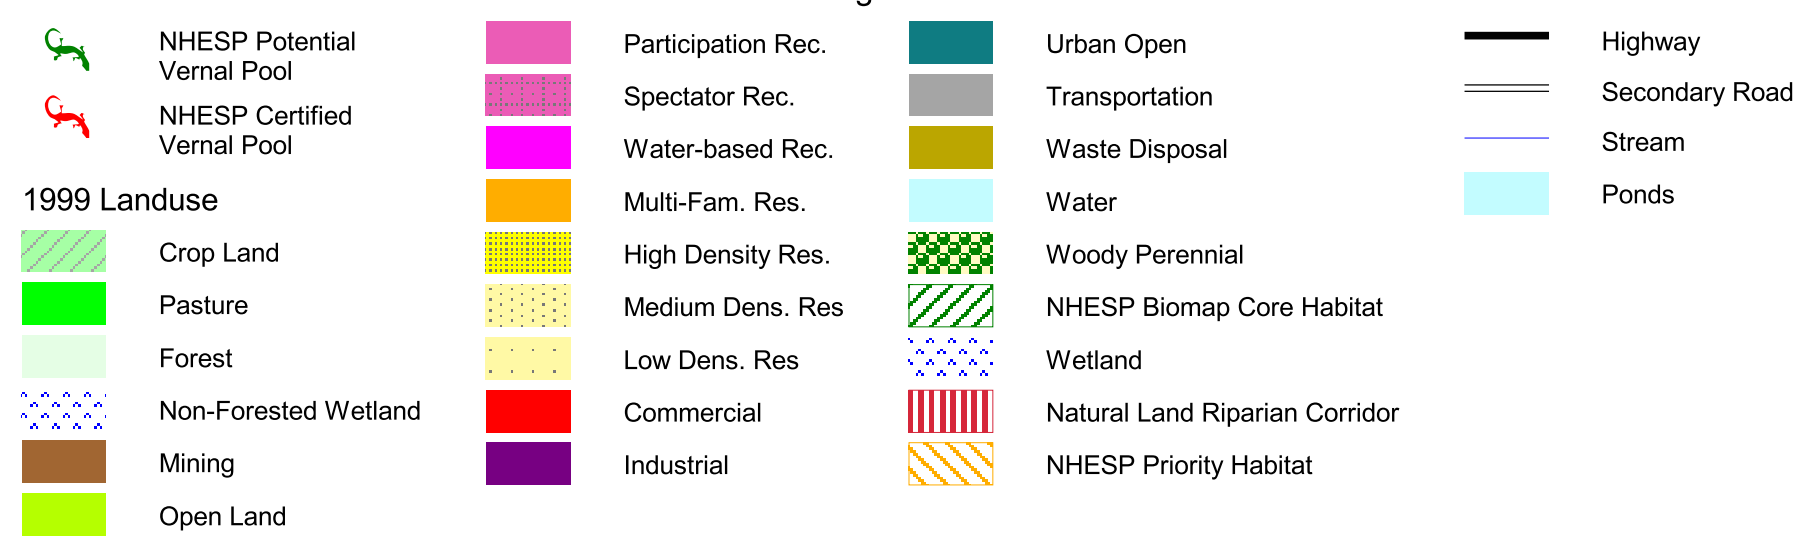 NHESP Potential
Vernal Pool
NHESP Certified
Vernal Pool
1999 Landuse
Crop Land
Pasture
Forest
Non-Forested Wetland
Mining
Open Land
Participation Rec.
Spectator Rec.
Water-based Rec.
Multi-Fam. Res.
High Density Res.
Medium Dens. Res
Low Dens. Res
Commercial
Industrial
Urban Open
Transportation
Waste Disposal
Water
Woody Perennial
NHESP Biomap Core Habitat
Wetland
Natural Land Riparian Corridor
NHESP Priority Habitat
Highway
Secondary Road
Stream
Ponds